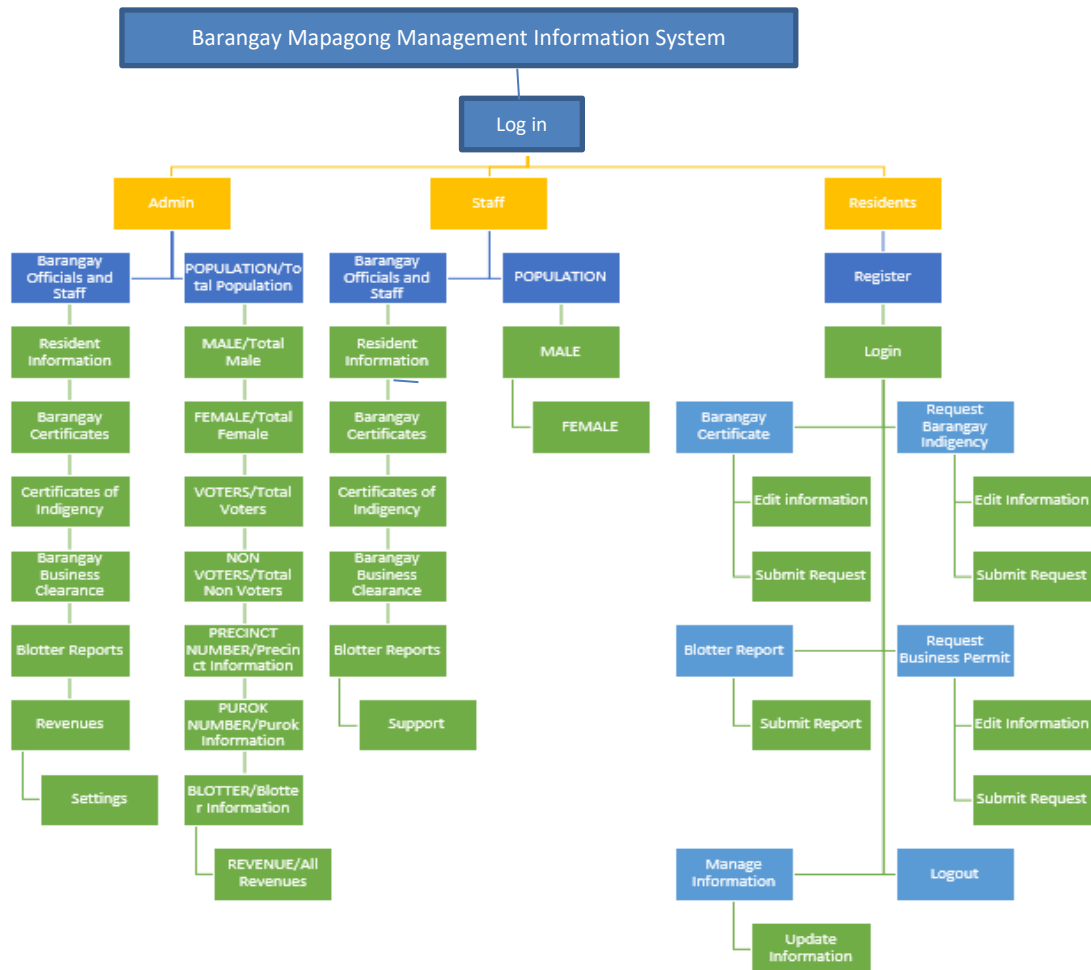 Barangay Mapagong Management Information System
Log in
Admin
Staff
Residents
Barangay
Officials and
Staff
POPULATION/To
tal Population
Barangay
Officials and
Staff
POPULATION
Register
Resident
Information
MALE/Total
Male
Resident
Information
MALE
Login
Barangay
Certificates
FEMALE/Total
Female
Barangay
Certificates
FEMALE
Barangay
Certificate
Request
Barangay
Indigency
Certificates of
Indigency
VOTERS/Total
Voters
Certificates of
Indigency
Edit information
Edit Information
Barangay
Business
Clearance
NON
VOTERS/Total
Non Voters
Barangay
Business
Clearance
Submit Request
Submit Request
Blotter Reports
PRECINCT
NUMBER/Precin
ct Information
Blotter Reports
Blotter Report
Request
Business Permit
Revenues
PUROK
NUMBER/Purok
Information
Support
Submit Report
Edit Information
Settings
BLOTTER/Blotte
r Information
Submit Request
REVENUE/All
Revenues
Manage
Information
Logout
Update
Information